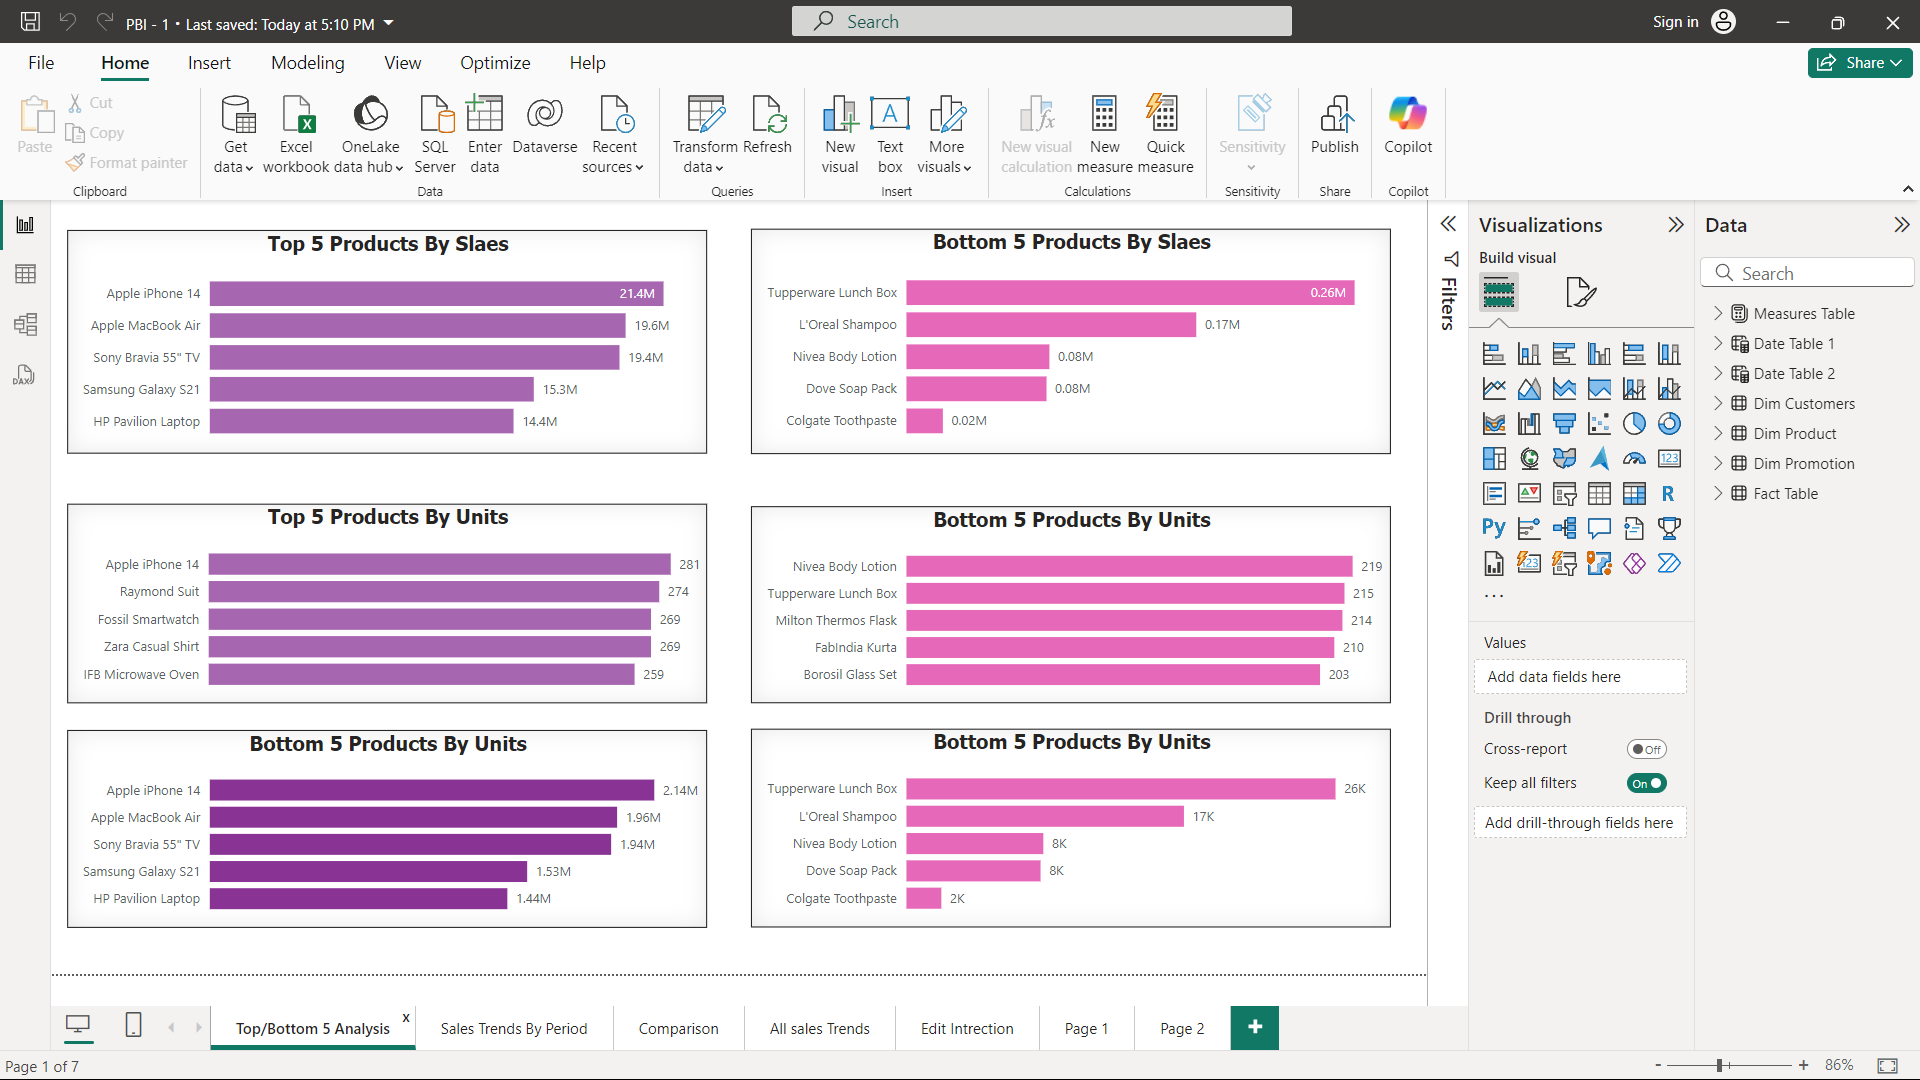 PBI - 1 • Last saved: Today at 5:10 PM
Search
Sign in
File
Home
Insert
Modeling
View
Optimize
Help
Share
Paste
Cut
Copy
Format painter
Clipboard
Get
data
Excel
workbook
OneLake
data hub
SQL
Server
Enter
data
Dataverse
Recent
sources
Data
Transform
data
Refresh
Queries
New
visual
Text
box
More
visuals
Insert
New visual
calculation
New
measure
Quick
measure
Calculations
Sensitivity
Sensitivity
Publish
Share
Copilot
Copilot
Top 5 Products By Slaes
Apple iPhone 14 21.4M
Apple MacBook Air 19.6M
Sony Bravia 55" TV 19.4M
Samsung Galaxy S21 15.3M
HP Pavilion Laptop 14.4M
Bottom 5 Products By Slaes
Tupperware Lunch Box 0.26M
L'Oreal Shampoo 0.17M
Nivea Body Lotion 0.08M
Dove Soap Pack 0.08M
Colgate Toothpaste 0.02M
Top 5 Products By Units
Apple iPhone 14 281
Raymond Suit 274
Fossil Smartwatch 269
Zara Casual Shirt 269
IFB Microwave Oven 259
Bottom 5 Products By Units
Nivea Body Lotion 219
Tupperware Lunch Box 215
Milton Thermos Flask 214
FabIndia Kurta 210
Borosil Glass Set 203
Bottom 5 Products By Units
Apple iPhone 14 2.14M
Apple MacBook Air 1.96M
Sony Bravia 55" TV 1.94M
Samsung Galaxy S21 1.53M
HP Pavilion Laptop 1.44M
Bottom 5 Products By Units
Tupperware Lunch Box 26K
L'Oreal Shampoo 17K
Nivea Body Lotion 8K
Dove Soap Pack 8K
Colgate Toothpaste 2K
Filters
Visualizations
Build visual
123
R
Py
123
...
Values
Add data fields here
Drill through
Cross-report
Off
Keep all filters
On
Add drill-through fields here
Data
Search
Measures Table
Date Table 1
Date Table 2
Dim Customers
Dim Product
Dim Promotion
Fact Table
DAX
Top/Bottom 5 Analysis
x
Sales Trends By Period
Comparison
All sales Trends
Edit Intrection
Page 1
Page 2
+
Page 1 of 7
- + 86%